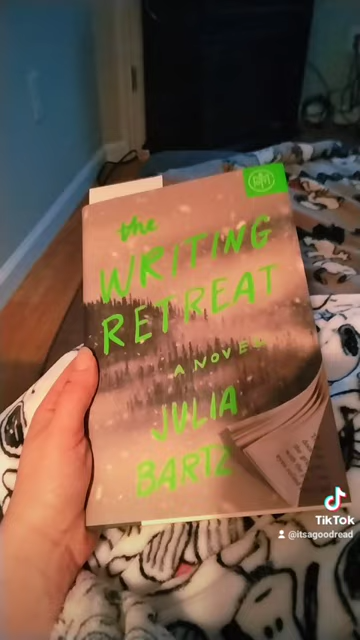 the
WRITING
RETREAT
A NOVEL
JULIA
BARTZ
TikTok
@itsagoodread